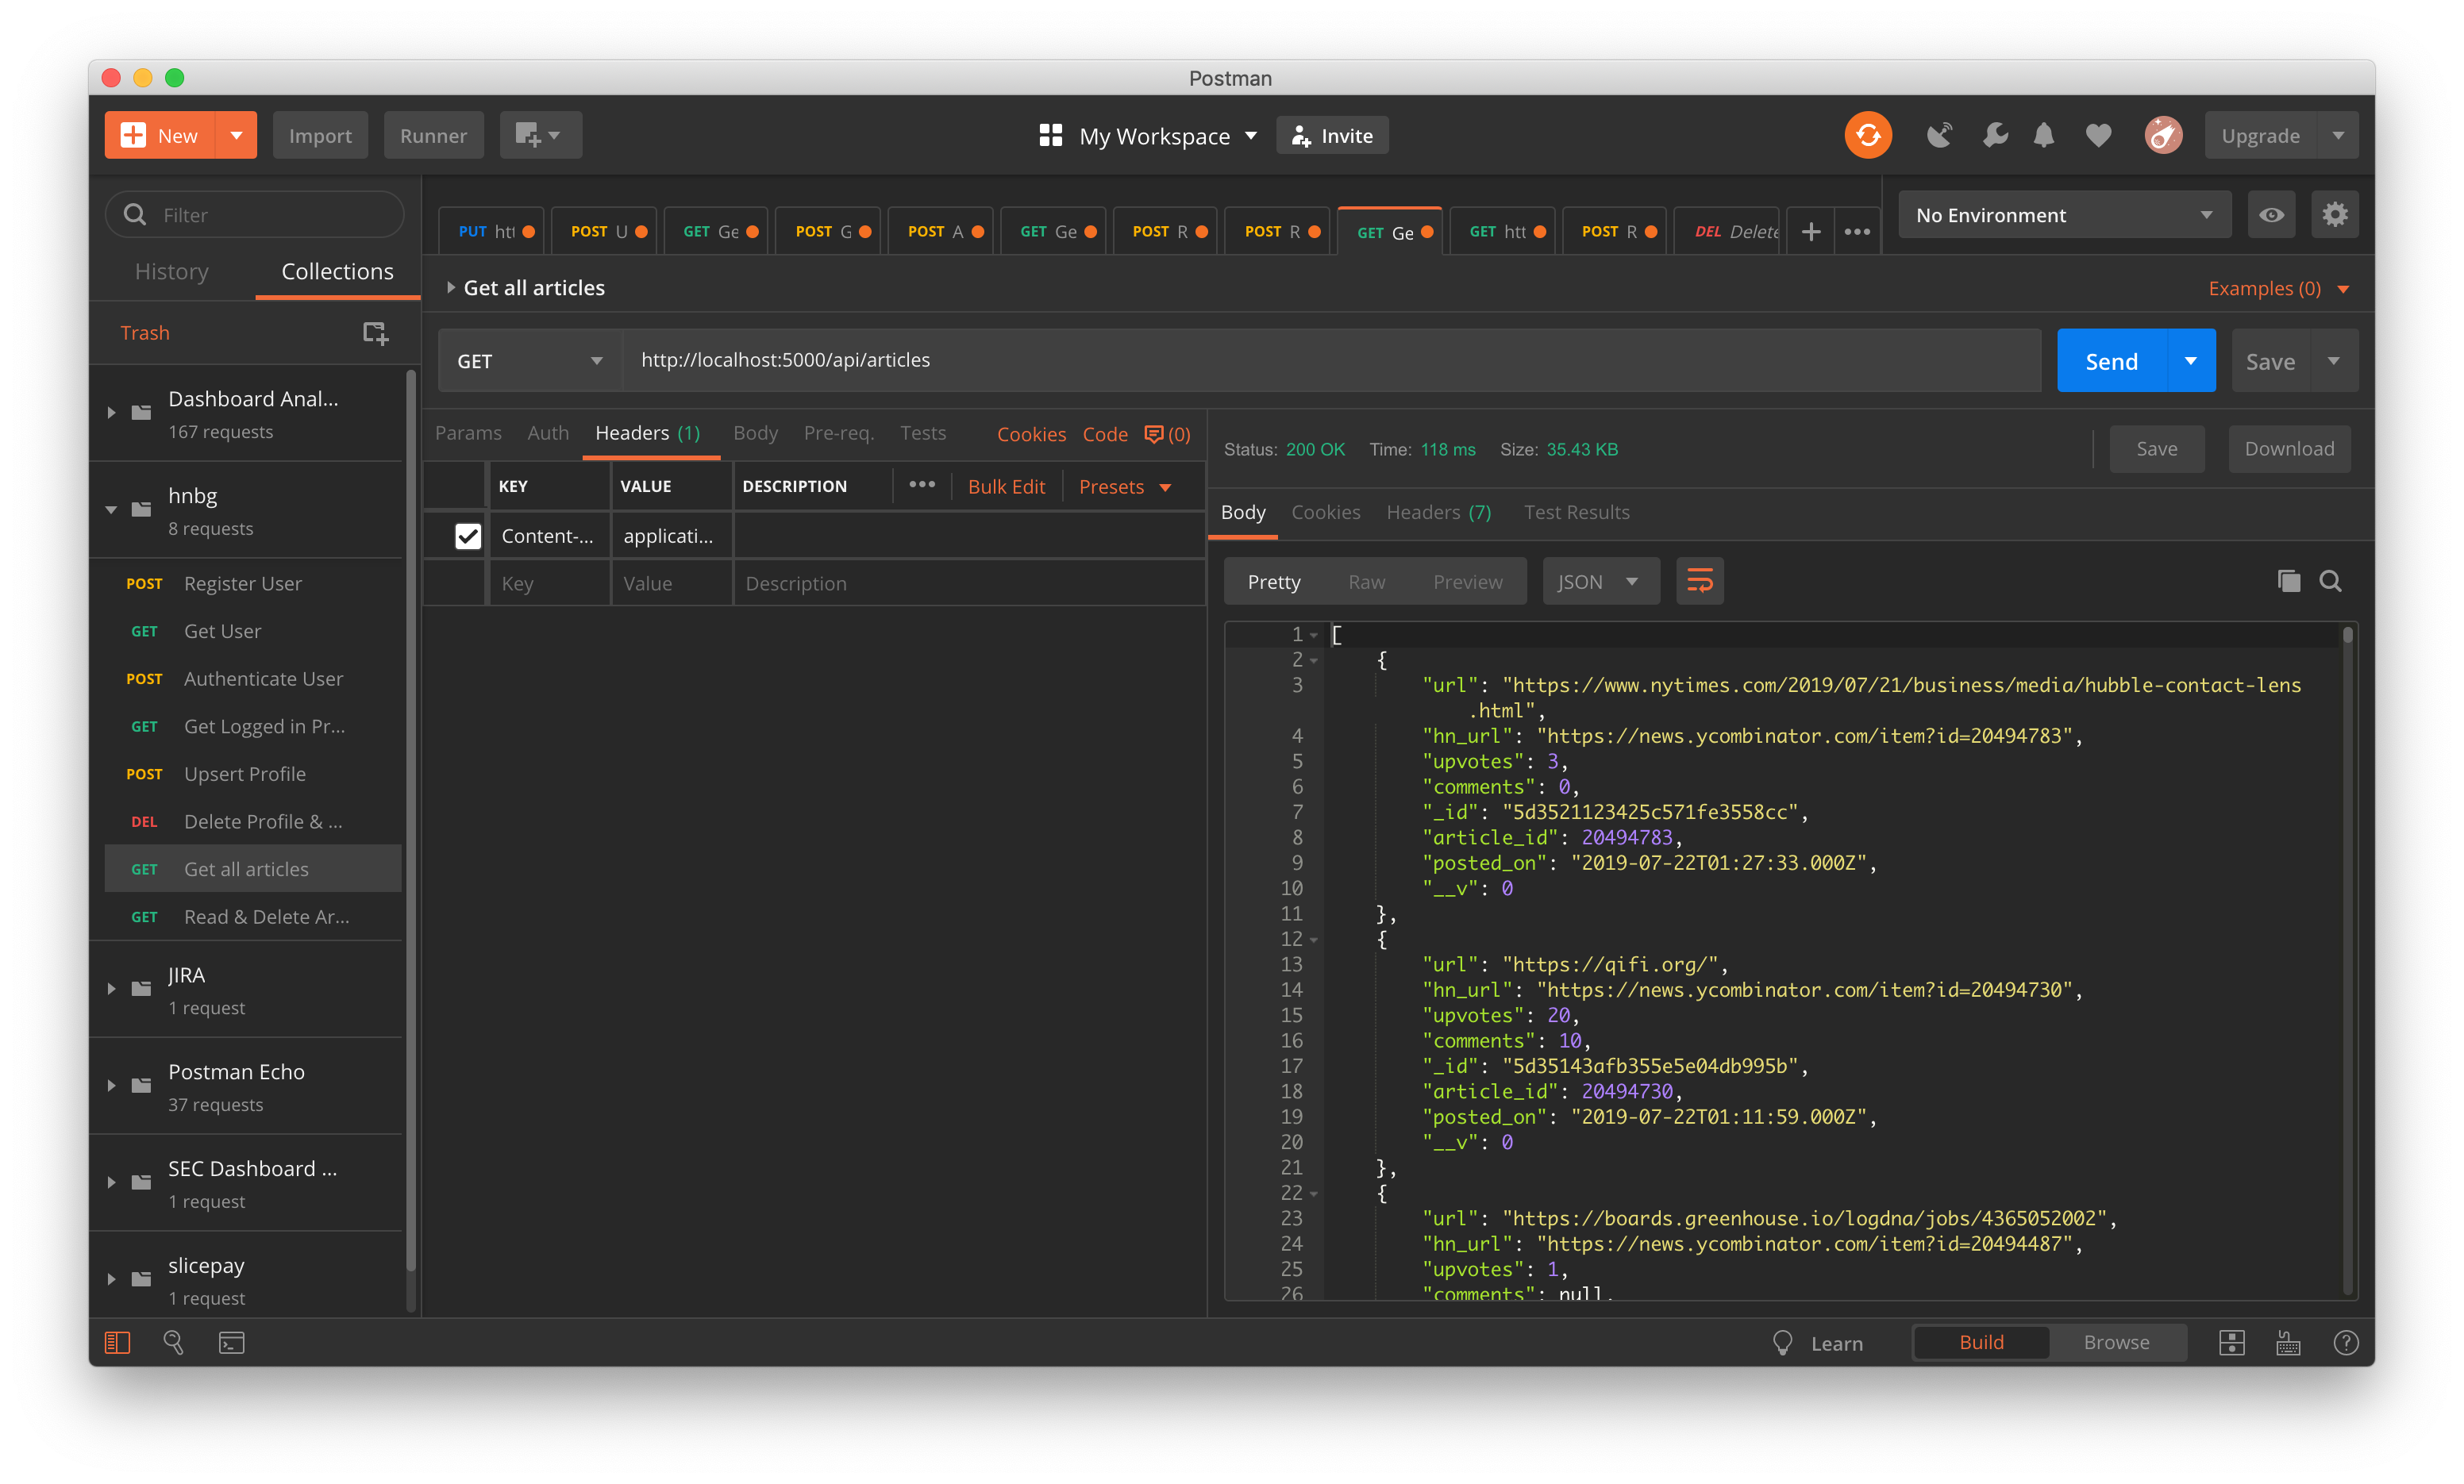 Postman
New
Import
Runner
My Workspace
Invite
Upgrade
Filter
History
Collections
Trash
Dashboard Anal...
167 requests
hnbg
8 requests
POST Register User
GET Get User
POST Authenticate User
GET Get Logged in Pr...
POST Upsert Profile
DEL Delete Profile & ...
GET Get all articles
GET Read & Delete Ar...
JIRA
1 request
Postman Echo
37 requests
SEC Dashboard ...
1 request
slicepay
1 request
PUT htt POST U GET Ge POST G POST A GET Ge POST R POST R GET Ge GET htt POST R DEL Delete
No Environment
Get all articles
Examples (0)
GET
http://localhost:5000/api/articles
Send
Save
Params Auth Headers (1) Body Pre-req. Tests Cookies Code (0)
KEY VALUE DESCRIPTION ••• Bulk Edit Presets
Content-... applicati...
Key Value Description
Status: 200 OK Time: 118 ms Size: 35.43 KB
Save Download
Body Cookies Headers (7) Test Results
Pretty Raw Preview JSON
1 [
2 {
3 "url": "https://www.nytimes.com/2019/07/21/business/media/hubble-contact-lens
.html",
4 "hn_url": "https://news.ycombinator.com/item?id=20494783",
5 "upvotes": 3,
6 "comments": 0,
7 "_id": "5d3521123425c571fe3558cc",
8 "article_id": 20494783,
9 "posted_on": "2019-07-22T01:27:33.000Z",
10 "__v": 0
11 },
12 {
13 "url": "https://qifi.org/",
14 "hn_url": "https://news.ycombinator.com/item?id=20494730",
15 "upvotes": 20,
16 "comments": 10,
17 "_id": "5d35143afb355e5e04db995b",
18 "article_id": 20494730,
19 "posted_on": "2019-07-22T01:11:59.000Z",
20 "__v": 0
21 },
22 {
23 "url": "https://boards.greenhouse.io/logdna/jobs/4365052002",
24 "hn_url": "https://news.ycombinator.com/item?id=20494487",
25 "upvotes": 1,
26 "comments": null,
Learn
Build
Browse